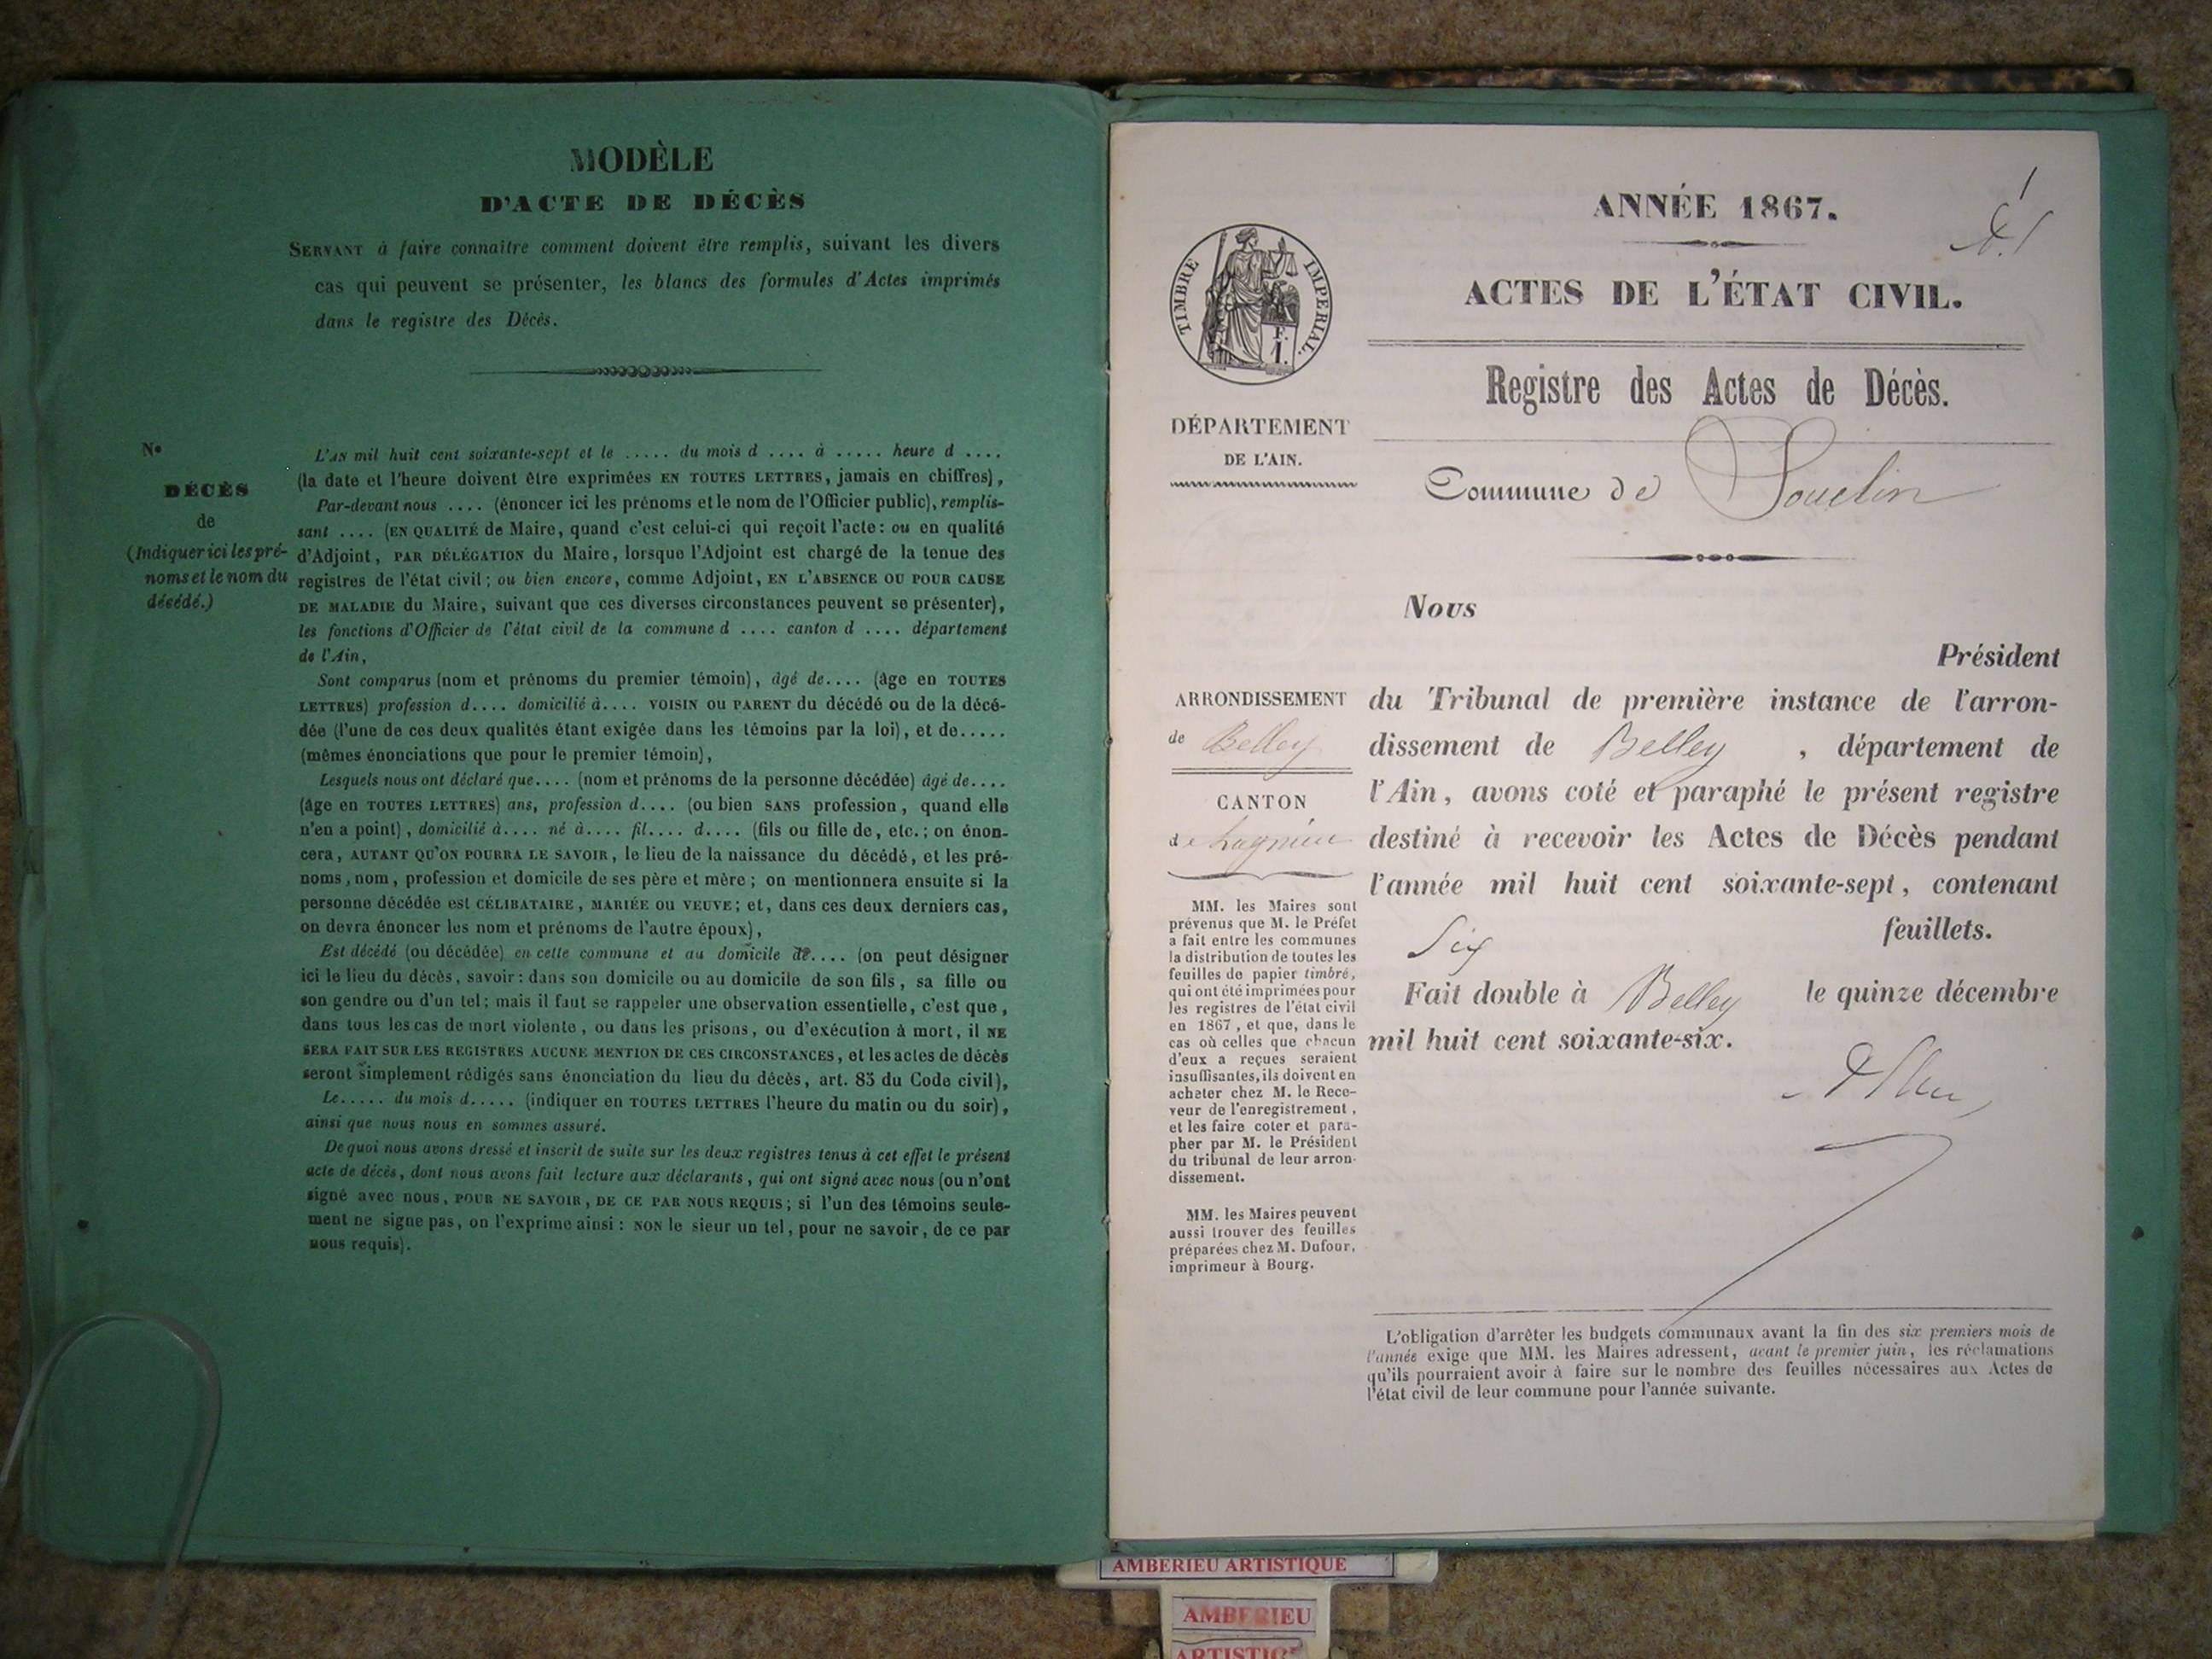 MODÈLE
D'ACTE DE DÉCÈS
SERVANT à faire connaître comment doivent être remplis, suivant les divers
cas qui peuvent se présenter, les blancs des formules d'Actes imprimés
dans le registre des Décès.
N°
DÉCÈS
de
(Indiquer ici les pré-
noms et le nom du
décédé.)
L'AN mil huit cent soixante-sept et le ..... du mois d .... à ..... heure d ....
(la date et l'heure doivent être exprimées EN TOUTES LETTRES, jamais en chiffres),
Par-devant nous .... (énoncer ici les prénoms et le nom de l'Officier public), remplis-
sant .... (EN QUALITÉ de Maire, quand c'est celui-ci qui reçoit l'acte: ou en qualité
d'Adjoint, PAR DÉLÉGATION du Maire, lorsque l'Adjoint est chargé de la tenue des
registres de l'état civil; ou bien encore, comme Adjoint, EN L'ABSENCE OU POUR CAUSE
DE MALADIE du Maire, suivant que ces diverses circonstances peuvent se présenter),
les fonctions d'Officier de l'état civil de la commune d .... canton d .... département
de l'Ain,
Sont comparus (nom et prénoms du premier témoin), âgé de.... (âge en TOUTES
LETTRES) profession d.... domicilié à.... VOISIN OU PARENT du décédé ou de la décé-
dée (l'une de ces deux qualités étant exigée dans les témoins par la loi), et de.....
(mêmes énonciations que pour le premier témoin),
Lesquels nous ont déclaré que.... (nom et prénoms de la personne décédée) âgé de....
(âge en TOUTES LETTRES) ans, profession d.... (ou bien SANS profession, quand elle
n'en a point), domicilié à.... né à.... fil.... d.... (fils ou fille de, etc.; on énon-
cera, AUTANT QU'ON POURRA LE SAVOIR, le lieu de la naissance du décédé, et les pré-
noms, nom, profession et domicile de ses père et mère; on mentionnera ensuite si la
personne décédée est CÉLIBATAIRE, MARIÉE OU VEUVE; et, dans ces deux derniers cas,
on devra énoncer les nom et prénoms de l'autre époux),
Est décédé (ou décédée) en cette commune et au domicile de.... (on peut désigner
ici le lieu du décès, savoir: dans son domicile ou au domicile de son fils, sa fille ou
son gendre ou d'un tel; mais il faut se rappeler une observation essentielle, c'est que,
dans tous les cas de mort violente, ou dans les prisons, ou d'exécution à mort, il NE
SERA FAIT SUR LES REGISTRES AUCUNE MENTION DE CES CIRCONSTANCES, et les actes de décès
seront simplement rédigés sans énonciation du lieu du décès, art. 85 du Code civil),
Le..... du mois d..... (indiquer en TOUTES LETTRES l'heure du matin ou du soir),
ainsi que nous nous en sommes assuré.
De quoi nous avons dressé et inscrit de suite sur les deux registres tenus à cet effet le présent
acte de décès, dont nous avons fait lecture aux déclarants, qui ont signé avec nous (ou n'ont
signé avec nous, POUR NE SAVOIR, DE CE PAR NOUS REQUIS; si l'un des témoins seule-
ment ne signe pas, on l'exprime ainsi: NON le sieur un tel, pour ne savoir, de ce par
nous requis).
ANNÉE 1867.
TIMBRE IMPERIAL.
F.
1.
ACTES DE L'ÉTAT CIVIL.
Registre des Actes de Décès.
DÉPARTEMENT
DE L'AIN.
Commune de Souclin
Nous
Président
ARRONDISSEMENT
de Belley
CANTON
de Lagnieu
du Tribunal de première instance de l'arron-
dissement de Belley, département de
l'Ain, avons coté et paraphé le présent registre
destiné à recevoir les Actes de Décès pendant
l'année mil huit cent soixante-sept, contenant
Six feuillets.
Fait double à Belley le quinze décembre
mil huit cent soixante-six.
MM. les Maires sont
prévenus que M. le Préfet
a fait entre les communes
la distribution de toutes les
feuilles de papier timbré,
qui ont été imprimées pour
les registres de l'état civil
en 1867, et que, dans le
cas où celles que chacun
d'eux a reçues seraient
insuffisantes, ils doivent en
acheter chez M. le Rece-
veur de l'enregistrement,
et les faire coter et para-
pher par M. le Président
du tribunal de leur arron-
dissement.
MM. les Maires peuvent
aussi trouver des feuilles
préparées chez M. Dufour,
imprimeur à Bourg.
L'obligation d'arrêter les budgets communaux avant la fin des six premiers mois de
l'année exige que MM. les Maires adressent, avant le premier juin, les réclamations
qu'ils pourraient avoir à faire sur le nombre des feuilles nécessaires aux Actes de
l'état civil de leur commune pour l'année suivante.
AMBERIEU ARTISTIQUE
AMBERIEU
ARTISTIQUE